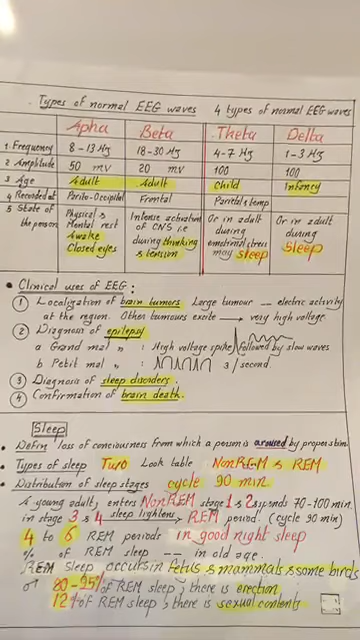 Types of normal EEG waves 4 types of normal EEG waves
Apha Beta Theta Delta
1 Frequency 8-13 Hz 18-30 Hz 4-7 Hz 1-3 Hz
2 Amplitude 50 mv 20 mv 100 100
3 Age Adult Adult Child Infancy
4 Recorded at Parito-Occipital Frontal Parietal & temp
5 State of the person Physical & Mental rest Awake Closed eyes Intense activation of CNS i.e during thinking & tension Or in adult during emotional stress may sleep Or in adult during Sleep
• Clinical uses of EEG:
1 Localization of brain tumors Large tumour -- electric activity
at the region. Other tumours excite → very high voltage.
2 Diagnosis of epilepsy
a Grand mal " : High voltage spike followed by slow waves
b Petit mal " : 3/second.
3 Diagnosis of sleep disorders.
4 Confirmation of brain death.
Sleep
• Defin loss of conciousness from which a person is aroused by proper stim
• Types of sleep Two Look table NonREM & REM
• Distribution of sleep stages cycle 90 min.
A young adult, enters NonREM stage 1 & 2 spends 70-100 min.
in stage 3 & 4 sleep lightens → REM period. (cycle 90 min)
4 to 6 REM periods in good night sleep
% of REM sleep -- in old age.
REM sleep occurs in fetus & mammals & some birds
80-95% of REM sleep; there is erection
12% of REM sleep; there is sexual contents